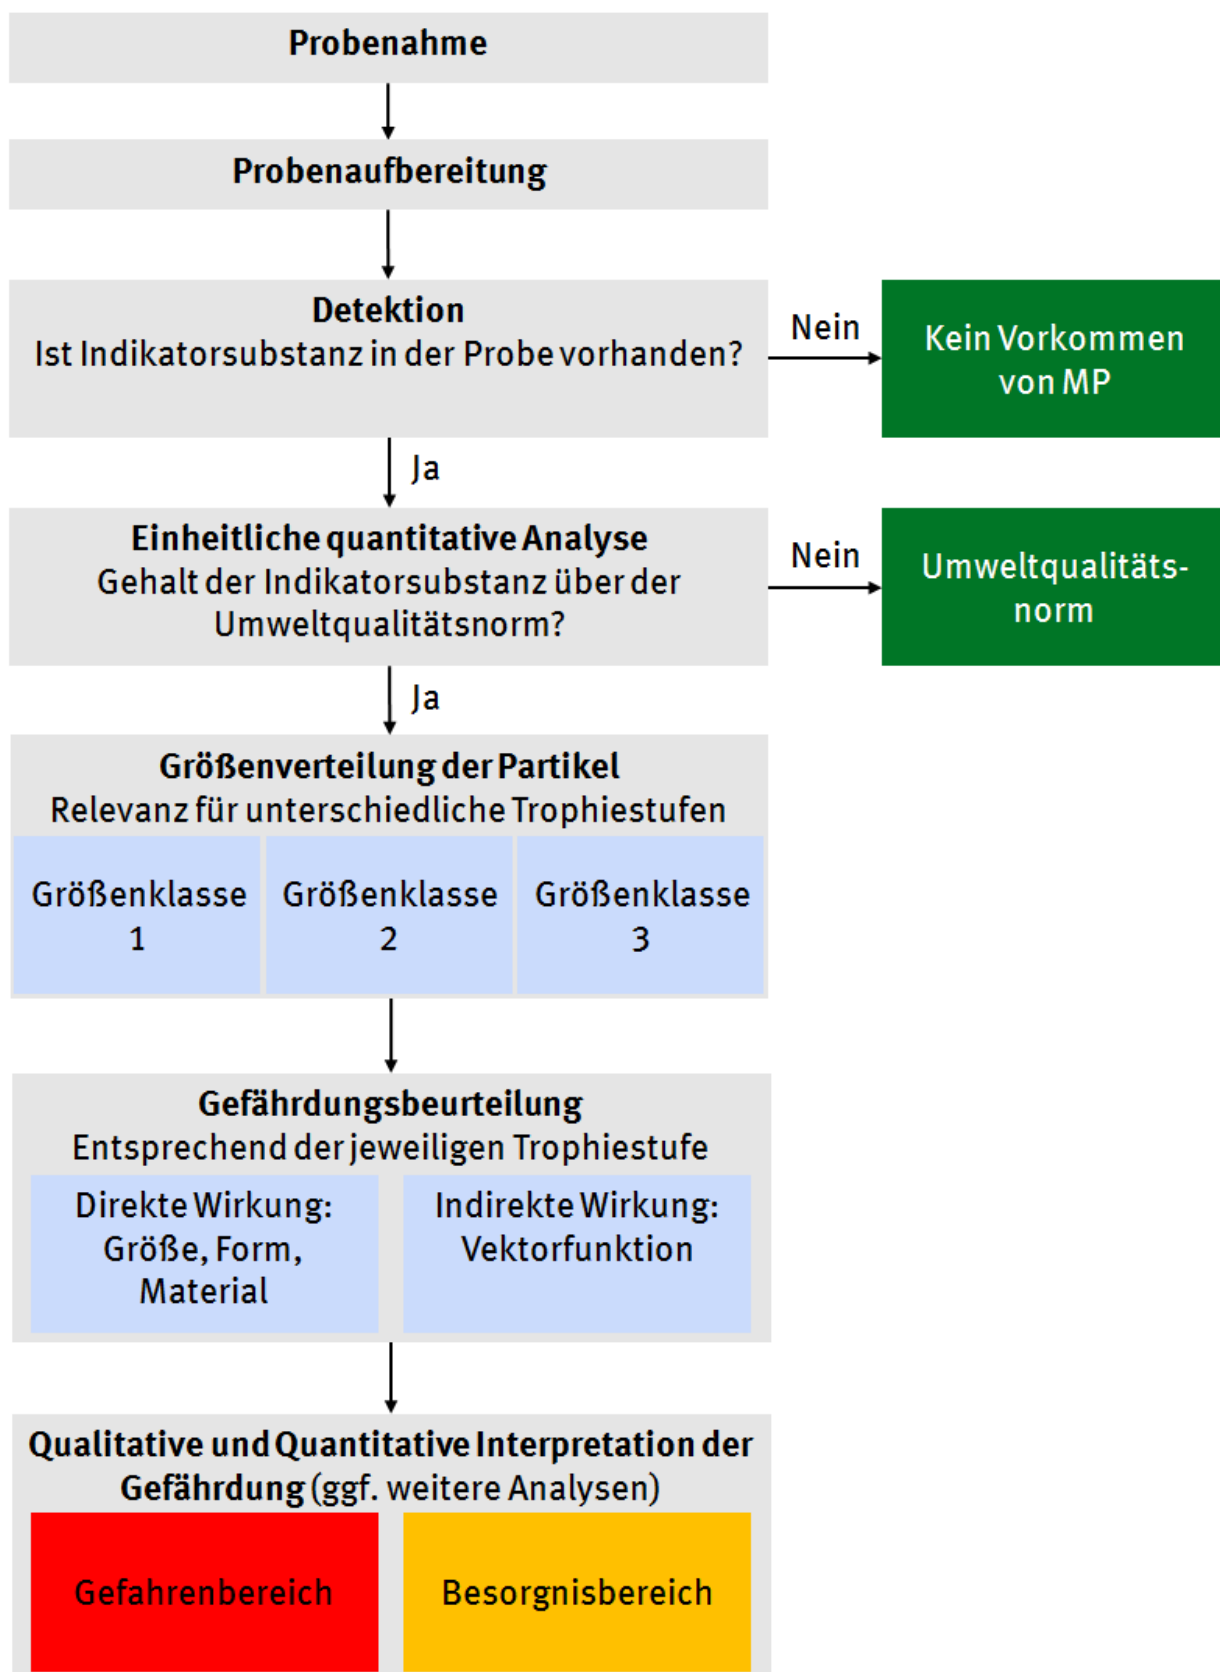 Probenahme
Probenaufbereitung
Detektion
Ist Indikatorsubstanz in der Probe vorhanden?
Nein
Kein Vorkommen
von MP
Ja
Einheitliche quantitative Analyse
Gehalt der Indikatorsubstanz über der
Umweltqualitätsnorm?
Nein
Umweltqualitäts-
norm
Ja
Größenverteilung der Partikel
Relevanz für unterschiedliche Trophiestufen
Größenklasse
1
Größenklasse
2
Größenklasse
3
Gefährdungsbeurteilung
Entsprechend der jeweiligen Trophiestufe
Direkte Wirkung:
Größe, Form,
Material
Indirekte Wirkung:
Vektorfunktion
Qualitative und Quantitative Interpretation der
Gefährdung (ggf. weitere Analysen)
Gefahrenbereich
Besorgnisbereich